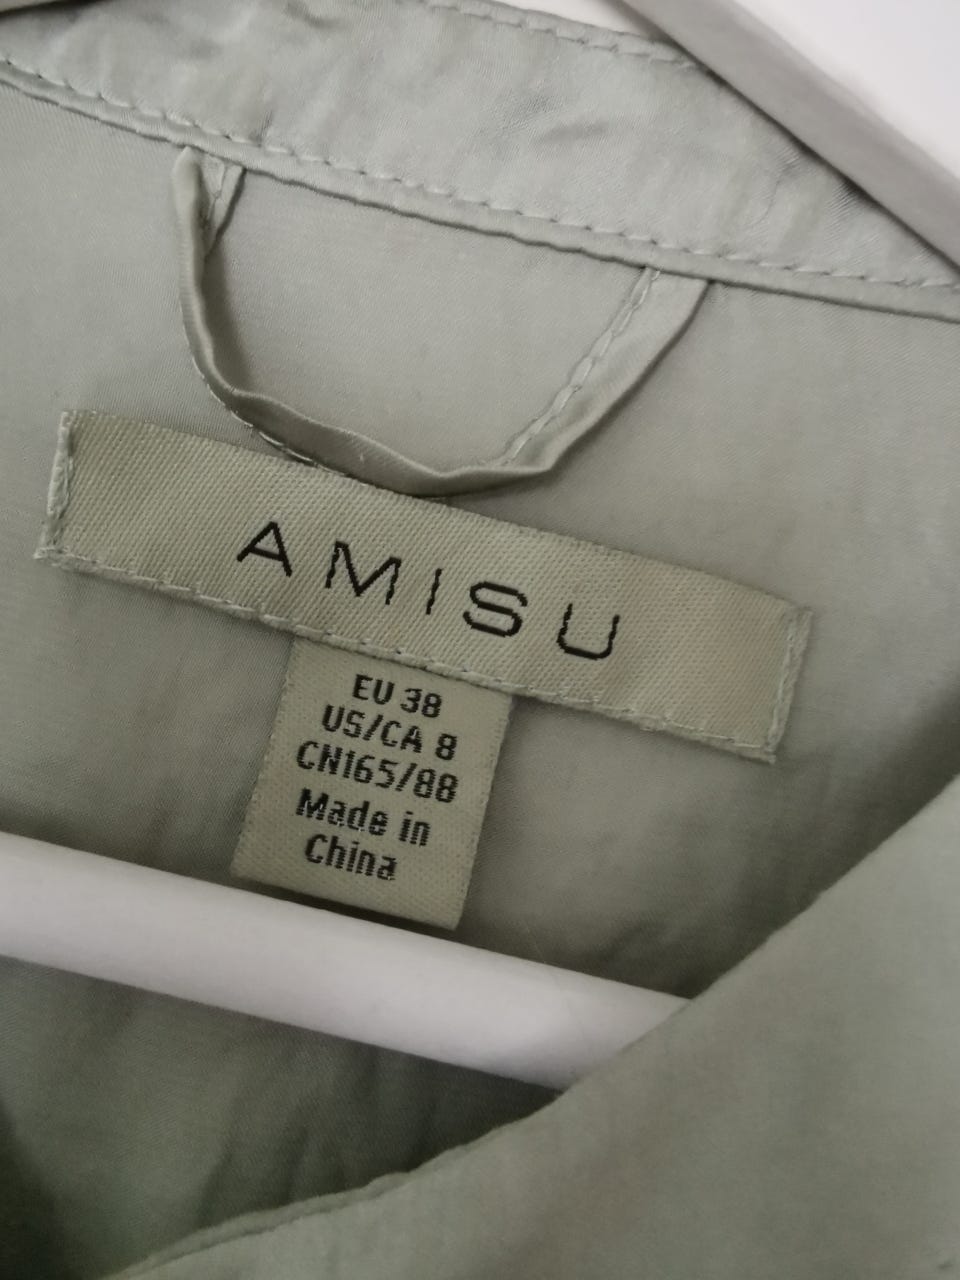 AMISU
EU 38
US/CA 8
CN165/88
Made in
China